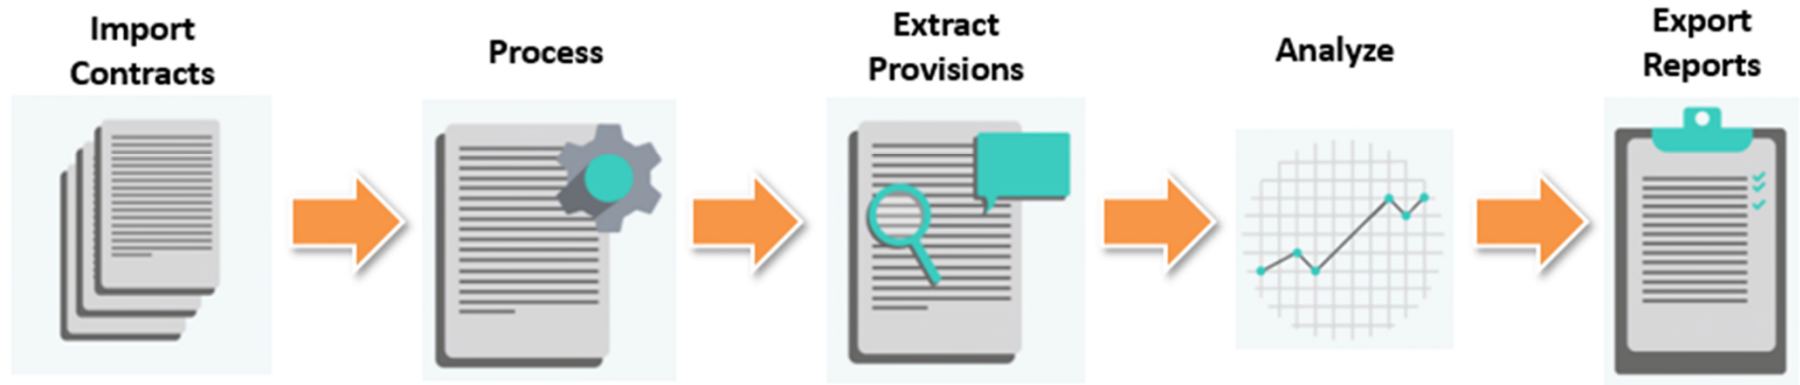 Import
Contracts
Process
Extract
Provisions
Analyze
Export
Reports